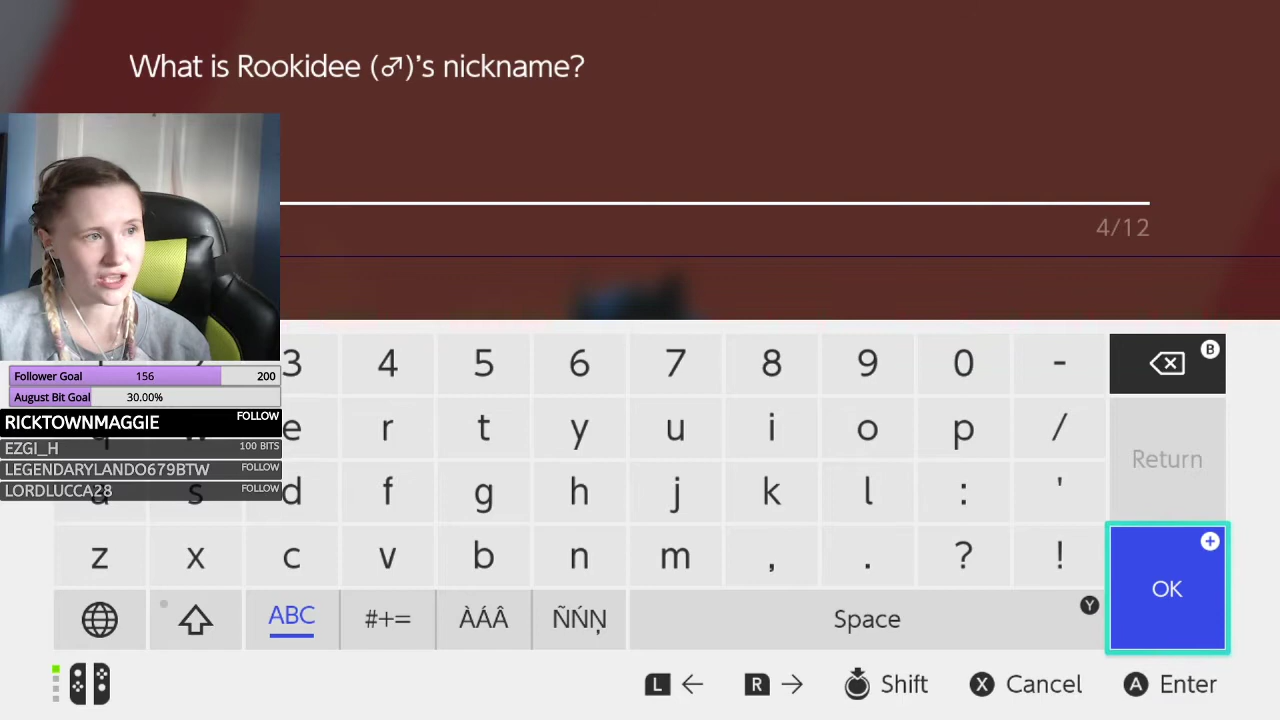 What is Rookidee (♂)'s nickname?
4/12
3 4 5 6 7 8 9 0 - B
e r t y u i o p / Return
a s d f g h j k l : '
z x c v b n m , . ? ! + OK
ABC #+= ÀÁÂ ÑŃŅ Space Y
L ← R → Shift X Cancel A Enter
Follower Goal 156 200
August Bit Goal 30.00%
RICKTOWNMAGGIE FOLLOW
EZGI_H 100 BITS
LEGENDARYLANDO679BTW FOLLOW
LORDLUCCA28 FOLLOW